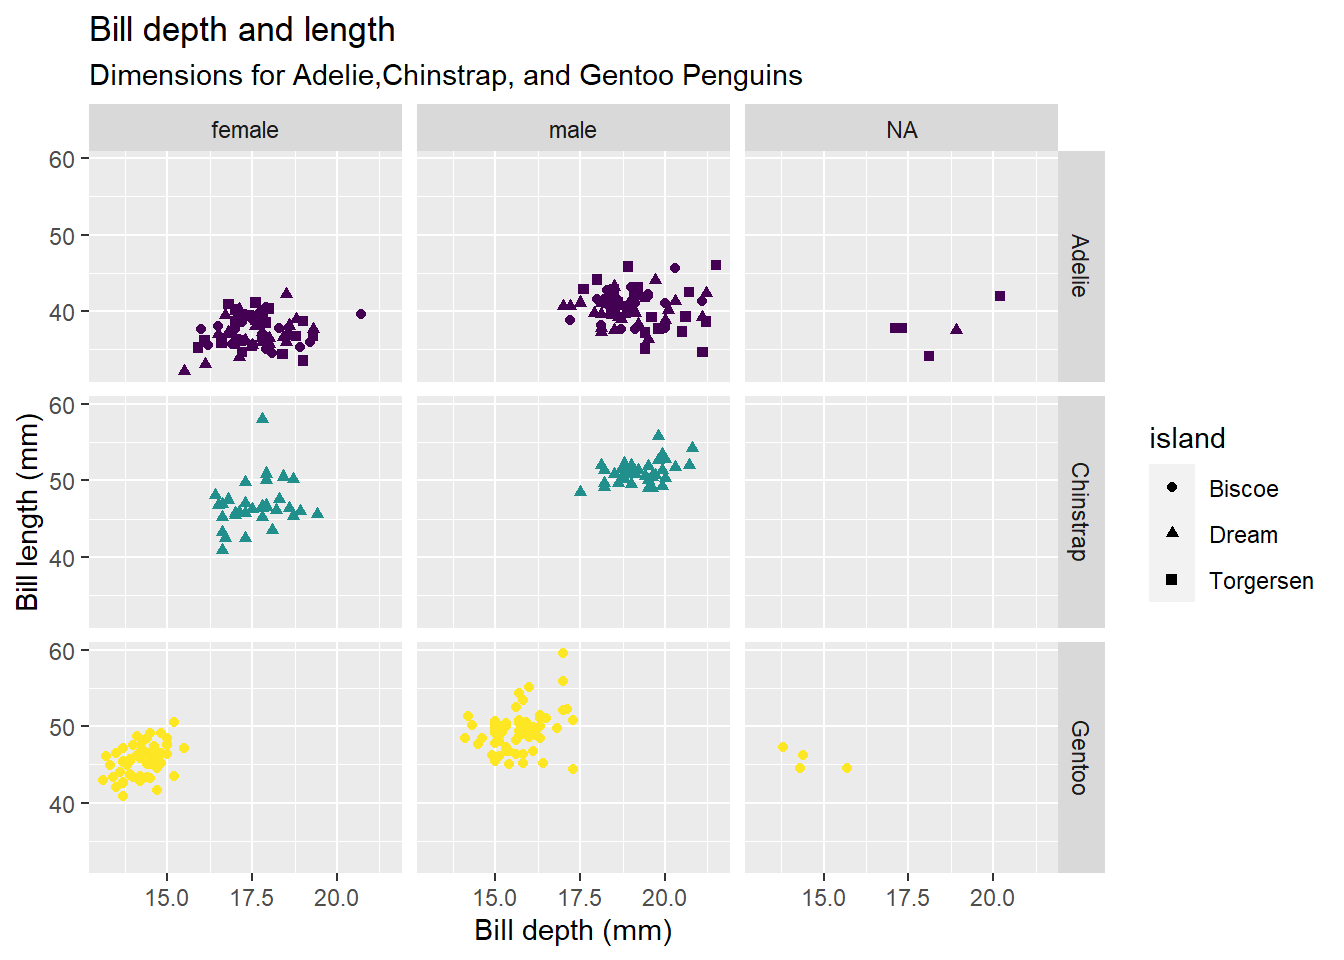 Bill depth and length
Dimensions for Adelie,Chinstrap, and Gentoo Penguins
female
male
NA
60
50
40
Adelie
60
50
40
Chinstrap
60
50
40
Gentoo
Bill length (mm)
15.0 17.5 20.0
15.0 17.5 20.0
15.0 17.5 20.0
Bill depth (mm)
island
Biscoe
Dream
Torgersen